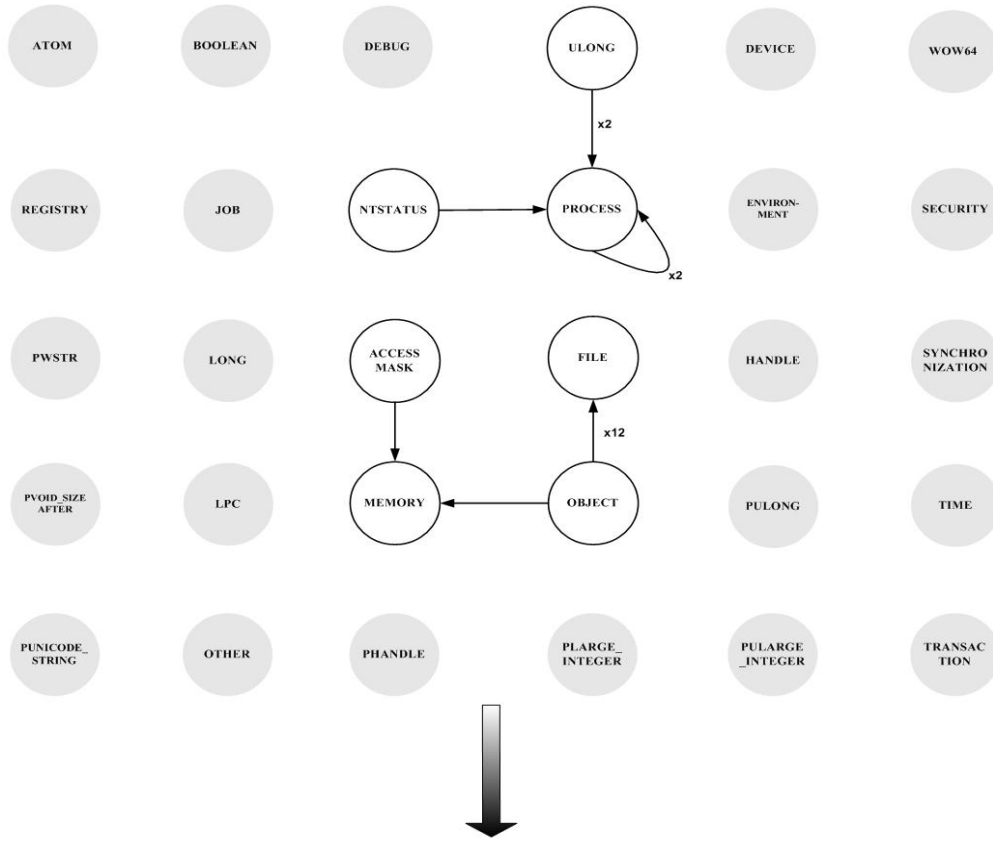 ATOM
BOOLEAN
DEBUG
ULONG
DEVICE
WOW64
x2
REGISTRY
JOB
NTSTATUS
PROCESS
ENVIRON-
MENT
SECURITY
x2
PWSTR
LONG
ACCESS
MASK
FILE
HANDLE
SYNCHRO
NIZATION
x12
PVOID_SIZE
AFTER
LPC
MEMORY
OBJECT
PULONG
TIME
PUNICODE_
STRING
OTHER
PHANDLE
PLARGE_
INTEGER
PULARGE
_INTEGER
TRANSAC
TION